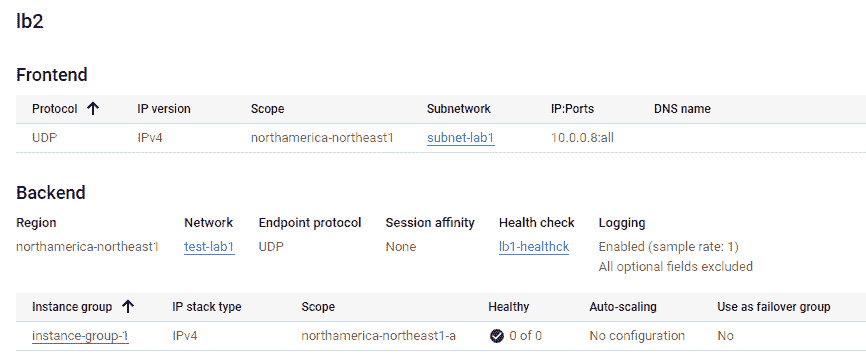 lb2
Frontend
Protocol IP version Scope Subnetwork IP:Ports DNS name
UDP IPv4 northamerica-northeast1 subnet-lab1 10.0.0.8:all
Backend
Region Network Endpoint protocol Session affinity Health check Logging
northamerica-northeast1 test-lab1 UDP None lb1-healthck Enabled (sample rate: 1)
All optional fields excluded
Instance group IP stack type Scope Healthy Auto-scaling Use as failover group
instance-group-1 IPv4 northamerica-northeast1-a 0 of 0 No configuration No